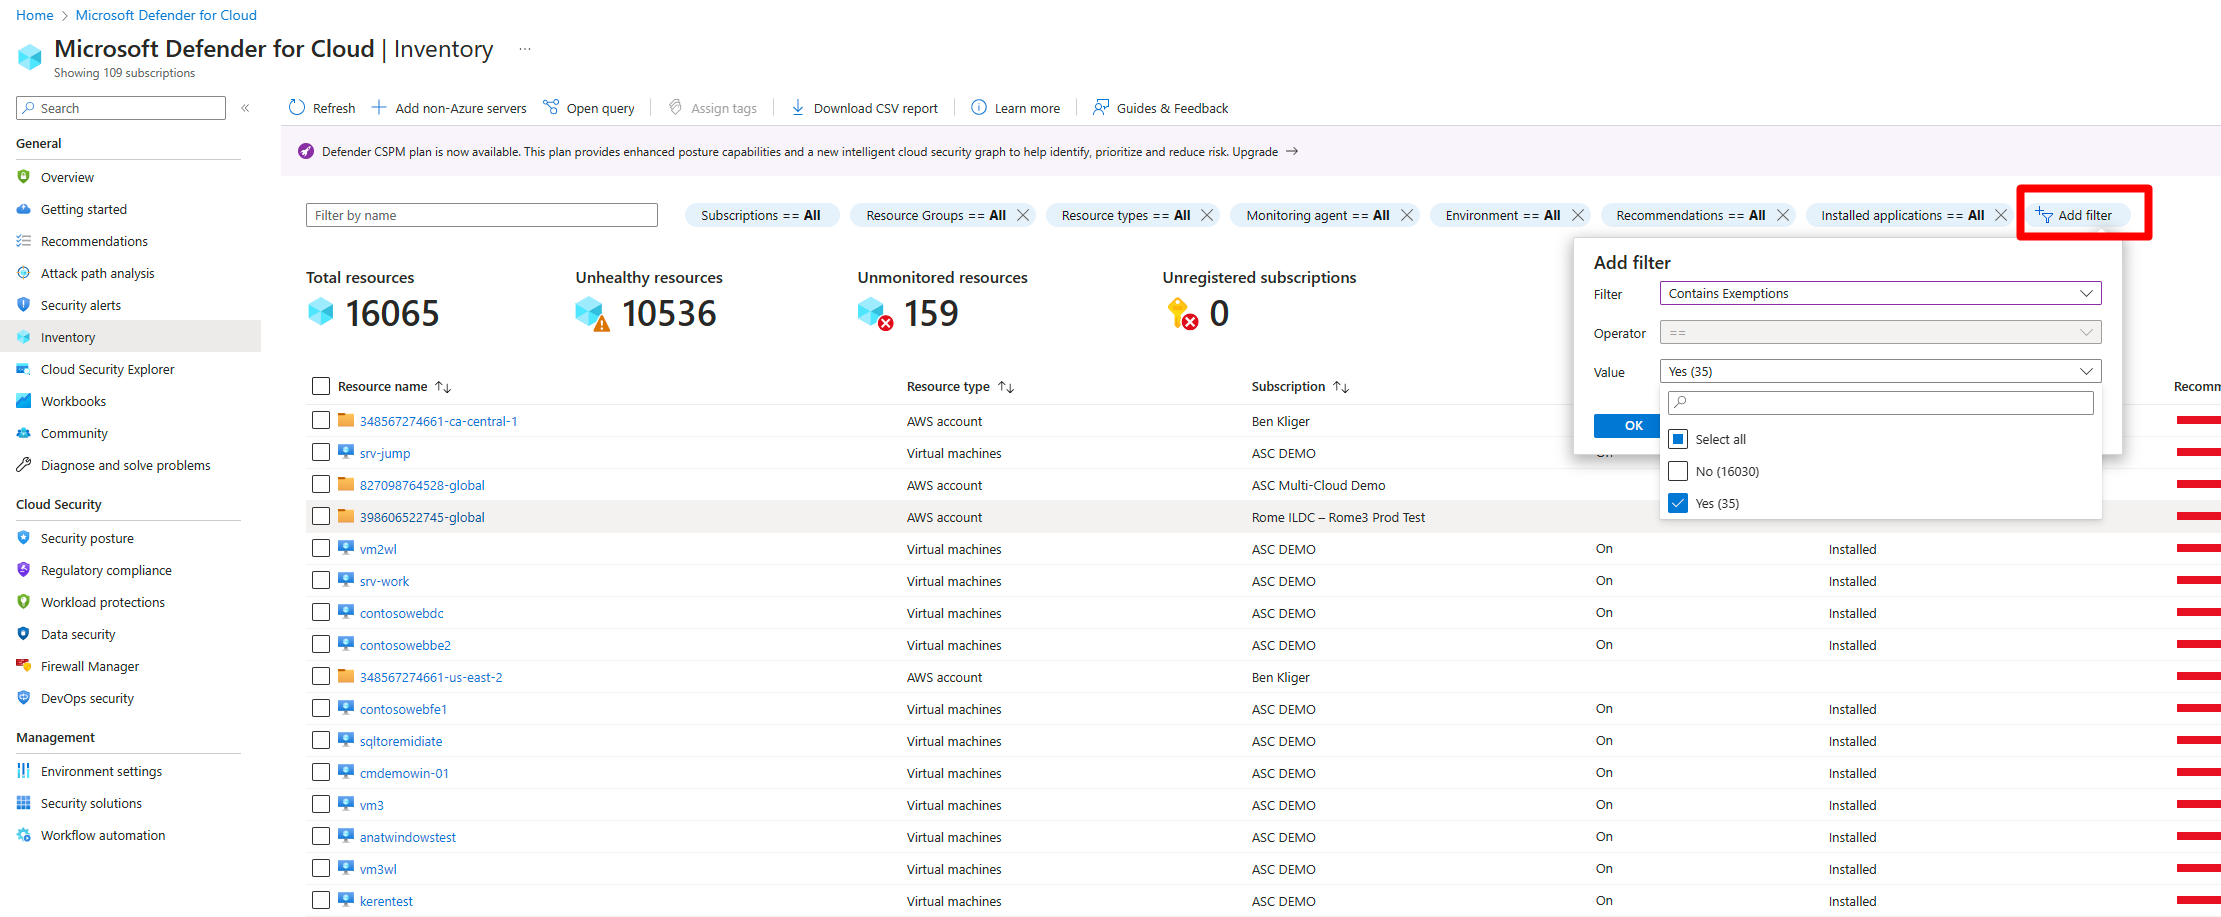 Home > Microsoft Defender for Cloud
Microsoft Defender for Cloud | Inventory ...
Showing 109 subscriptions
Search «
Refresh Add non-Azure servers Open query Assign tags Download CSV report Learn more Guides & Feedback
General
Overview
Getting started
Recommendations
Attack path analysis
Security alerts
Inventory
Cloud Security Explorer
Workbooks
Community
Diagnose and solve problems
Cloud Security
Security posture
Regulatory compliance
Workload protections
Data security
Firewall Manager
DevOps security
Management
Environment settings
Security solutions
Workflow automation
Defender CSPM plan is now available. This plan provides enhanced posture capabilities and a new intelligent cloud security graph to help identify, prioritize and reduce risk. Upgrade →
Filter by name Subscriptions == All Resource Groups == All Resource types == All Monitoring agent == All Environment == All Recommendations == All Installed applications == All Add filter
Total resources Unhealthy resources Unmonitored resources Unregistered subscriptions
16065 10536 159 0
Add filter
Filter Contains Exemptions
Operator ==
Value Yes (35)
OK
Select all
No (16030)
Yes (35)
Resource name ↑↓ Resource type ↑↓ Subscription ↑↓ Recomm
348567274661-ca-central-1 AWS account Ben Kliger
srv-jump Virtual machines ASC DEMO On
827098764528-global AWS account ASC Multi-Cloud Demo
398606522745-global AWS account Rome ILDC – Rome3 Prod Test
vm2wl Virtual machines ASC DEMO On Installed
srv-work Virtual machines ASC DEMO On Installed
contosowebdc Virtual machines ASC DEMO On Installed
contosowebbe2 Virtual machines ASC DEMO On Installed
348567274661-us-east-2 AWS account Ben Kliger
contosowebfe1 Virtual machines ASC DEMO On Installed
sqltoremidiate Virtual machines ASC DEMO On Installed
cmdemowin-01 Virtual machines ASC DEMO On Installed
vm3 Virtual machines ASC DEMO On Installed
anatwindowstest Virtual machines ASC DEMO On Installed
vm3wl Virtual machines ASC DEMO On Installed
kerentest Virtual machines ASC DEMO On Installed